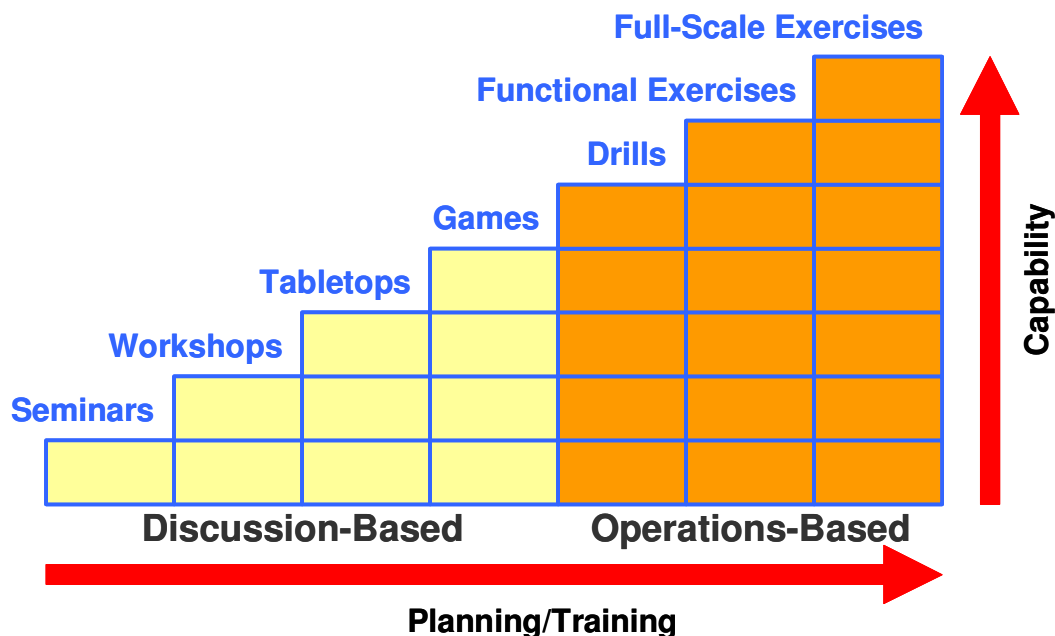 Full-Scale Exercises
Functional Exercises
Drills
Games
Tabletops
Workshops
Seminars
Capability
Discussion-Based
Operations-Based
Planning/Training